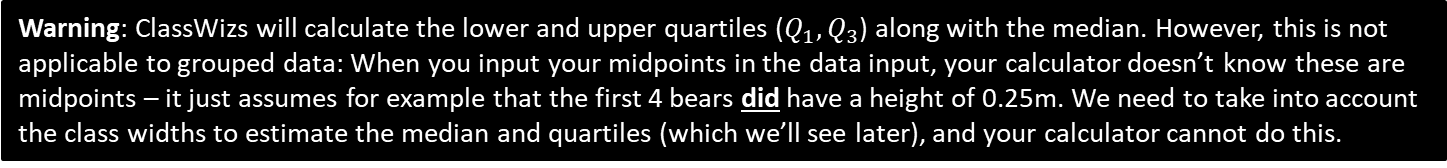 Warning: ClassWizs will calculate the lower and upper quartiles (Q₁, Q₃) along with the median. However, this is not
applicable to grouped data: When you input your midpoints in the data input, your calculator doesn’t know these are
midpoints – it just assumes for example that the first 4 bears did have a height of 0.25m. We need to take into account
the class widths to estimate the median and quartiles (which we’ll see later), and your calculator cannot do this.